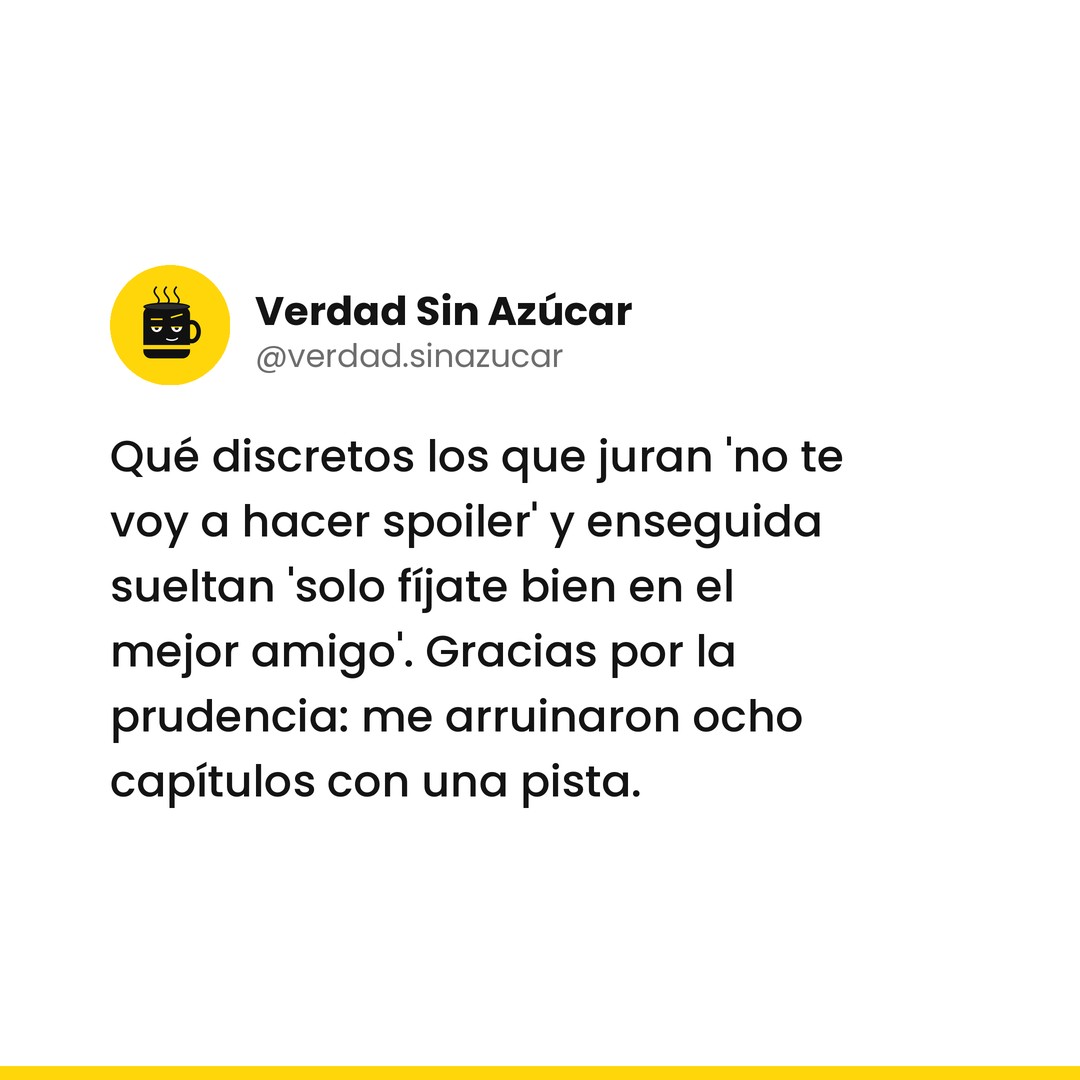 Verdad Sin Azúcar
@verdad.sinazucar
Qué discretos los que juran 'no te
voy a hacer spoiler' y enseguida
sueltan 'solo fíjate bien en el
mejor amigo'. Gracias por la
prudencia: me arruinaron ocho
capítulos con una pista.